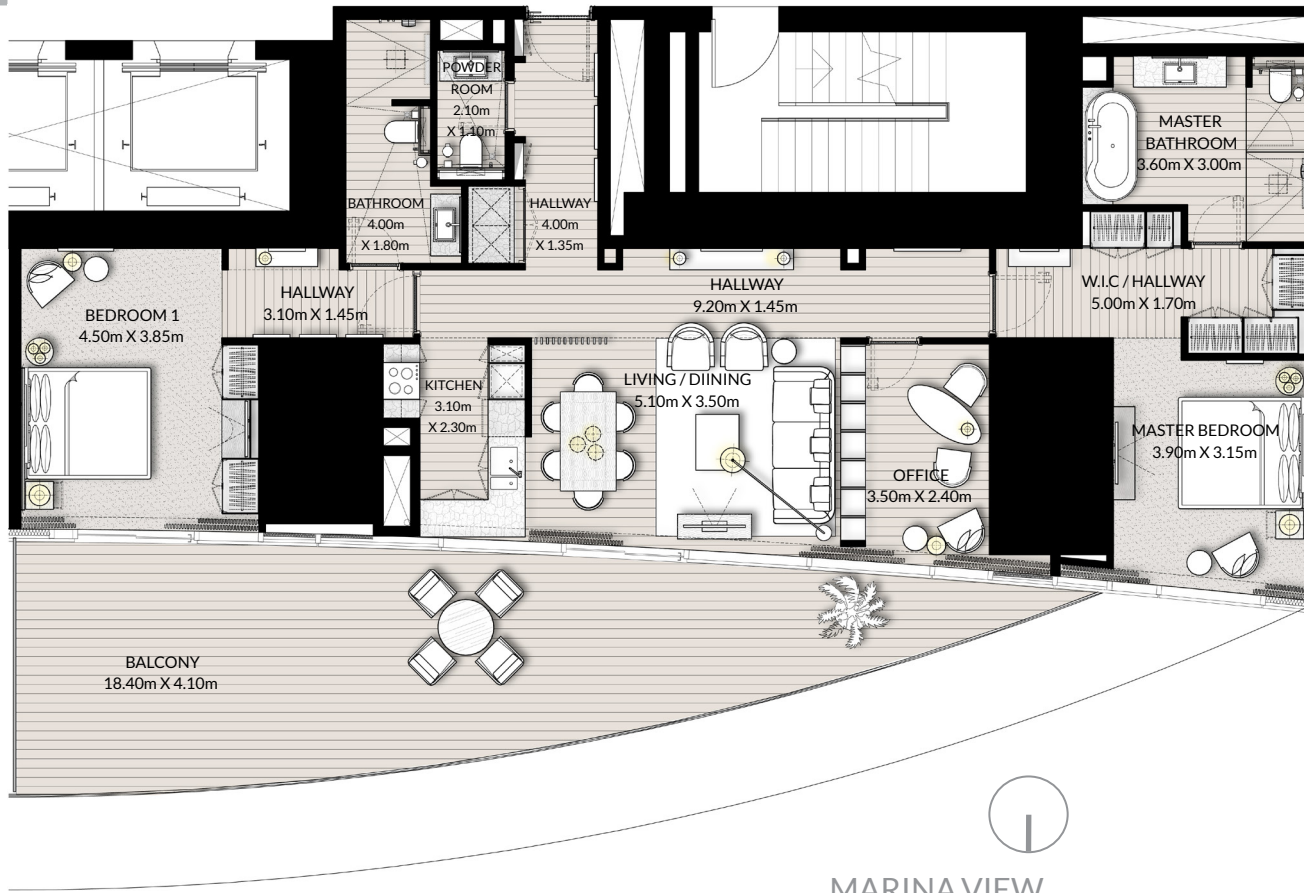 POWDER
ROOM
2.10m
X 1.10m
MASTER
BATHROOM
3.60m X 3.00m
BATHROOM
4.00m
X 1.80m
HALLWAY
4.00m
X 1.35m
HALLWAY
3.10m X 1.45m
HALLWAY
9.20m X 1.45m
W.I.C / HALLWAY
5.00m X 1.70m
BEDROOM 1
4.50m X 3.85m
KITCHEN
3.10m
X 2.30m
LIVING / DIINING
5.10m X 3.50m
MASTER BEDROOM
3.90m X 3.15m
OFFICE
3.50m X 2.40m
BALCONY
18.40m X 4.10m
MARINA VIEW